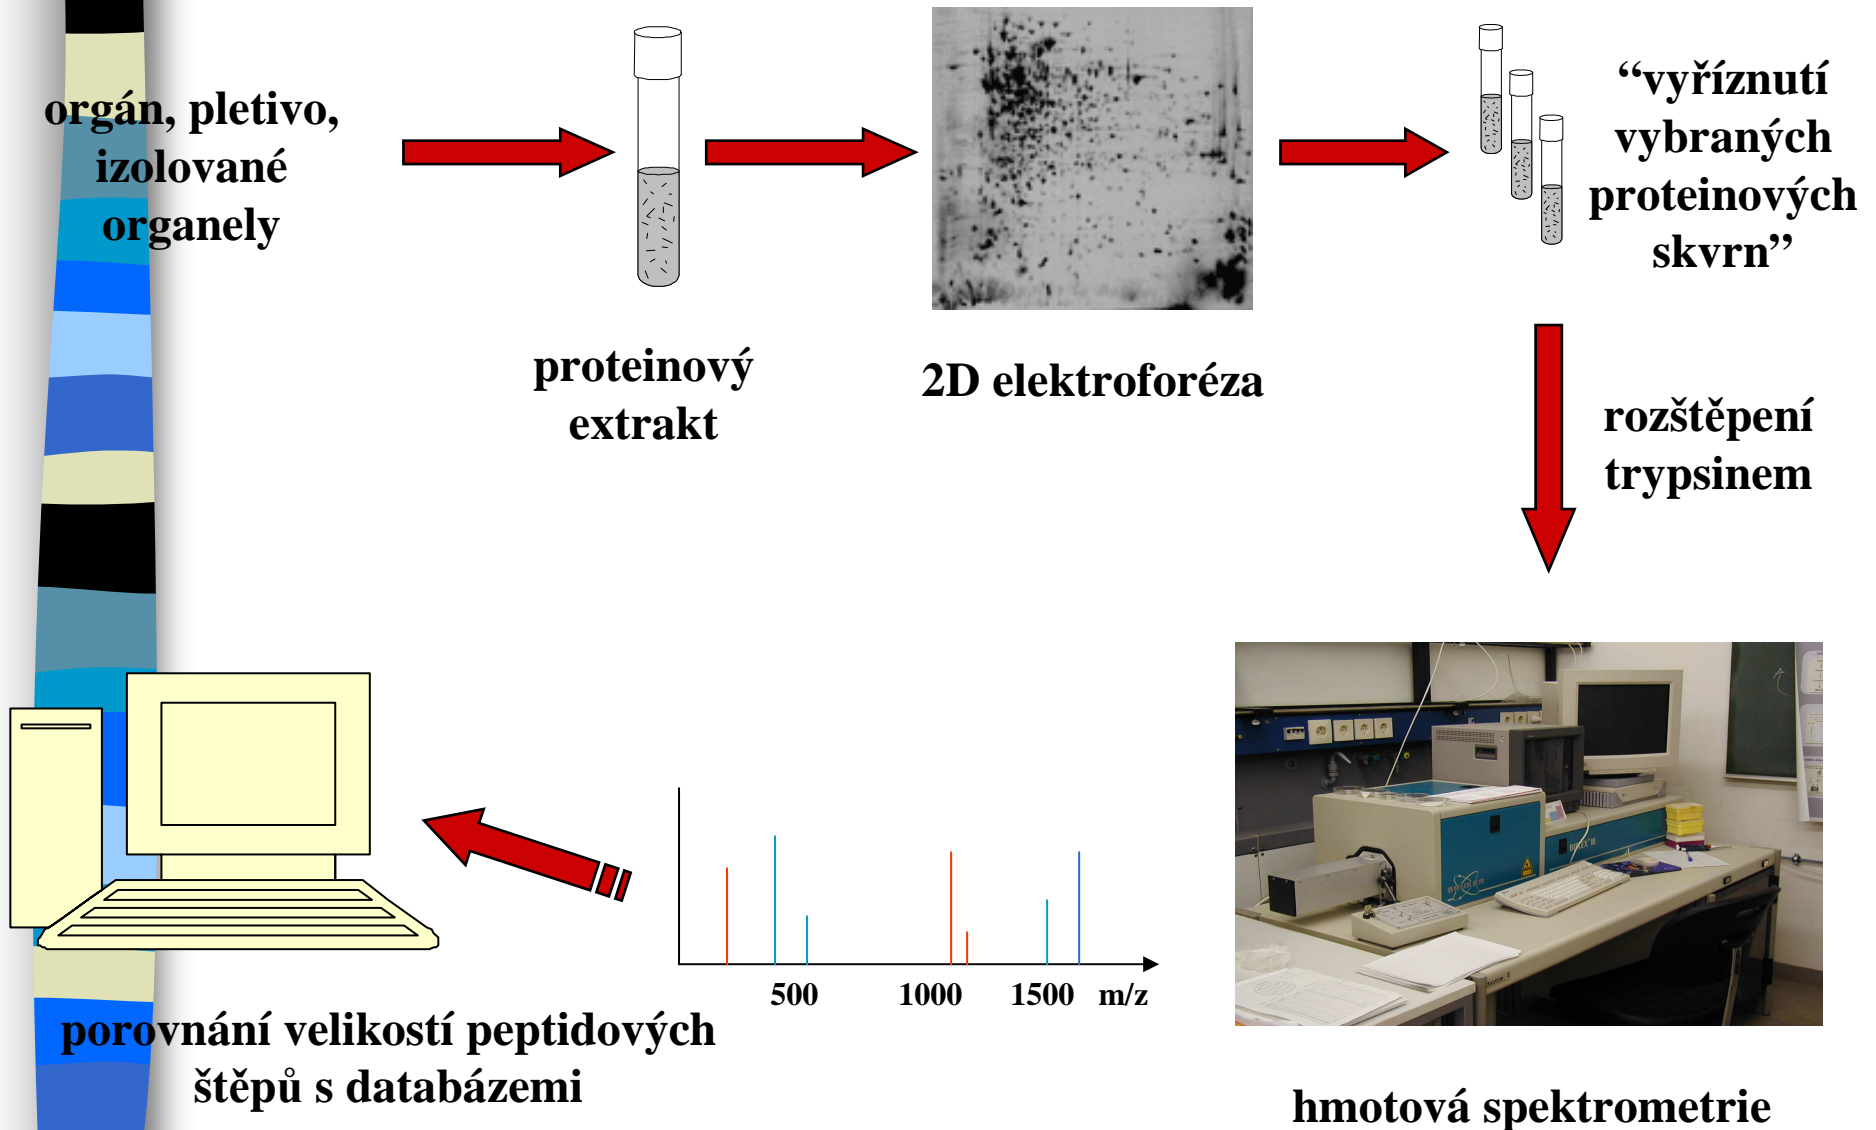 orgán, pletivo,
izolované
organely
proteinový
extrakt
2D elektroforéza
“vyříznutí
vybraných
proteinových
skvrn”
rozštěpení
trypsinem
hmotová spektrometrie
500 1000 1500 m/z
porovnání velikostí peptidových
štěpů s databázemi
BRUKER